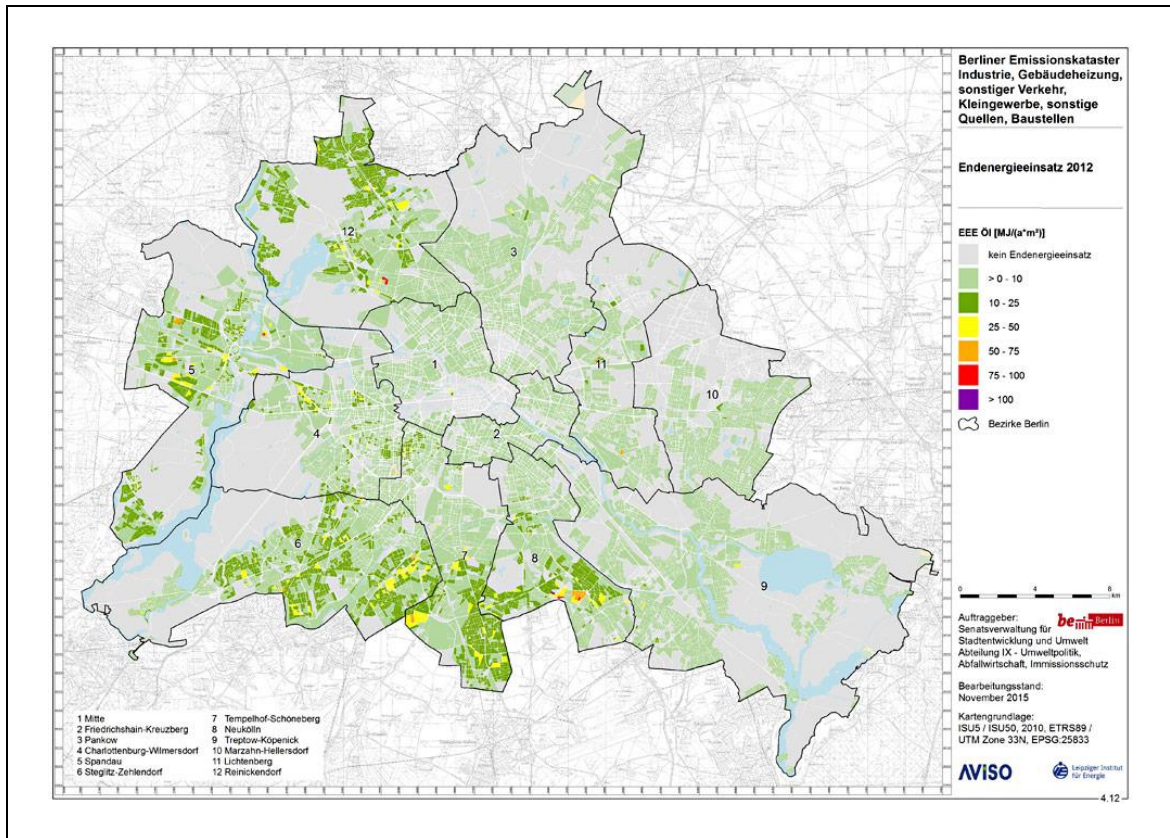 Berliner Emissionskataster
Industrie, Gebäudeheizung,
sonstiger Verkehr,
Kleingewerbe, sonstige
Quellen, Baustellen
Endenergieeinsatz 2012
EEE Öl [MJ/(a*m²)]
kein Endenergieeinsatz
> 0 - 10
10 - 25
25 - 50
50 - 75
75 - 100
> 100
Bezirke Berlin
12
3
5
1
11
10
4
2
6
7
8
9
0 4 8
km
Auftraggeber:
be Berlin
Senatsverwaltung für
Stadtentwicklung und Umwelt
Abteilung IX - Umweltpolitik,
Abfallwirtschaft, Immissionsschutz
Bearbeitungsstand:
November 2015
Kartengrundlage:
ISU5 / ISU50, 2010, ETRS89 /
UTM Zone 33N, EPSG:25833
AVISO
Leipziger Institut
für Energie
1 Mitte
2 Friedrichshain-Kreuzberg
3 Pankow
4 Charlottenburg-Wilmersdorf
5 Spandau
6 Steglitz-Zehlendorf
7 Tempelhof-Schöneberg
8 Neukölln
9 Treptow-Köpenick
10 Marzahn-Hellersdorf
11 Lichtenberg
12 Reinickendorf
4.12